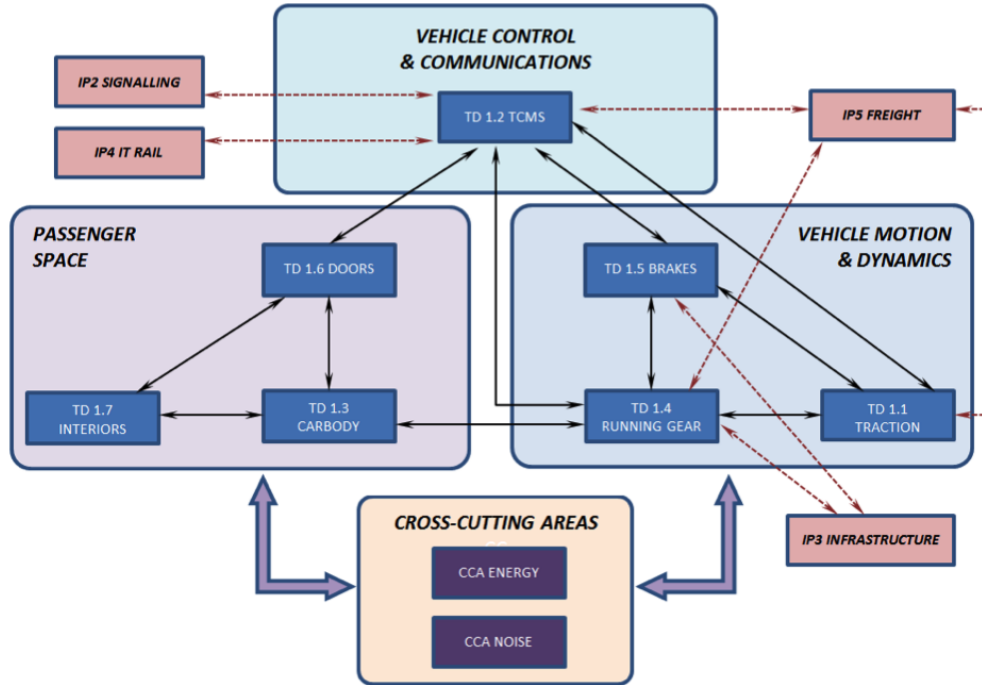 VEHICLE CONTROL
& COMMUNICATIONS
IP2 SIGNALLING
TD 1.2 TCMS
IP5 FREIGHT
IP4 IT RAIL
PASSENGER
SPACE
VEHICLE MOTION
& DYNAMICS
TD 1.6 DOORS
TD 1.5 BRAKES
TD 1.7
INTERIORS
TD 1.3
CARBODY
TD 1.4
RUNNING GEAR
TD 1.1
TRACTION
CROSS-CUTTING AREAS
IP3 INFRASTRUCTURE
CCA ENERGY
CCA NOISE